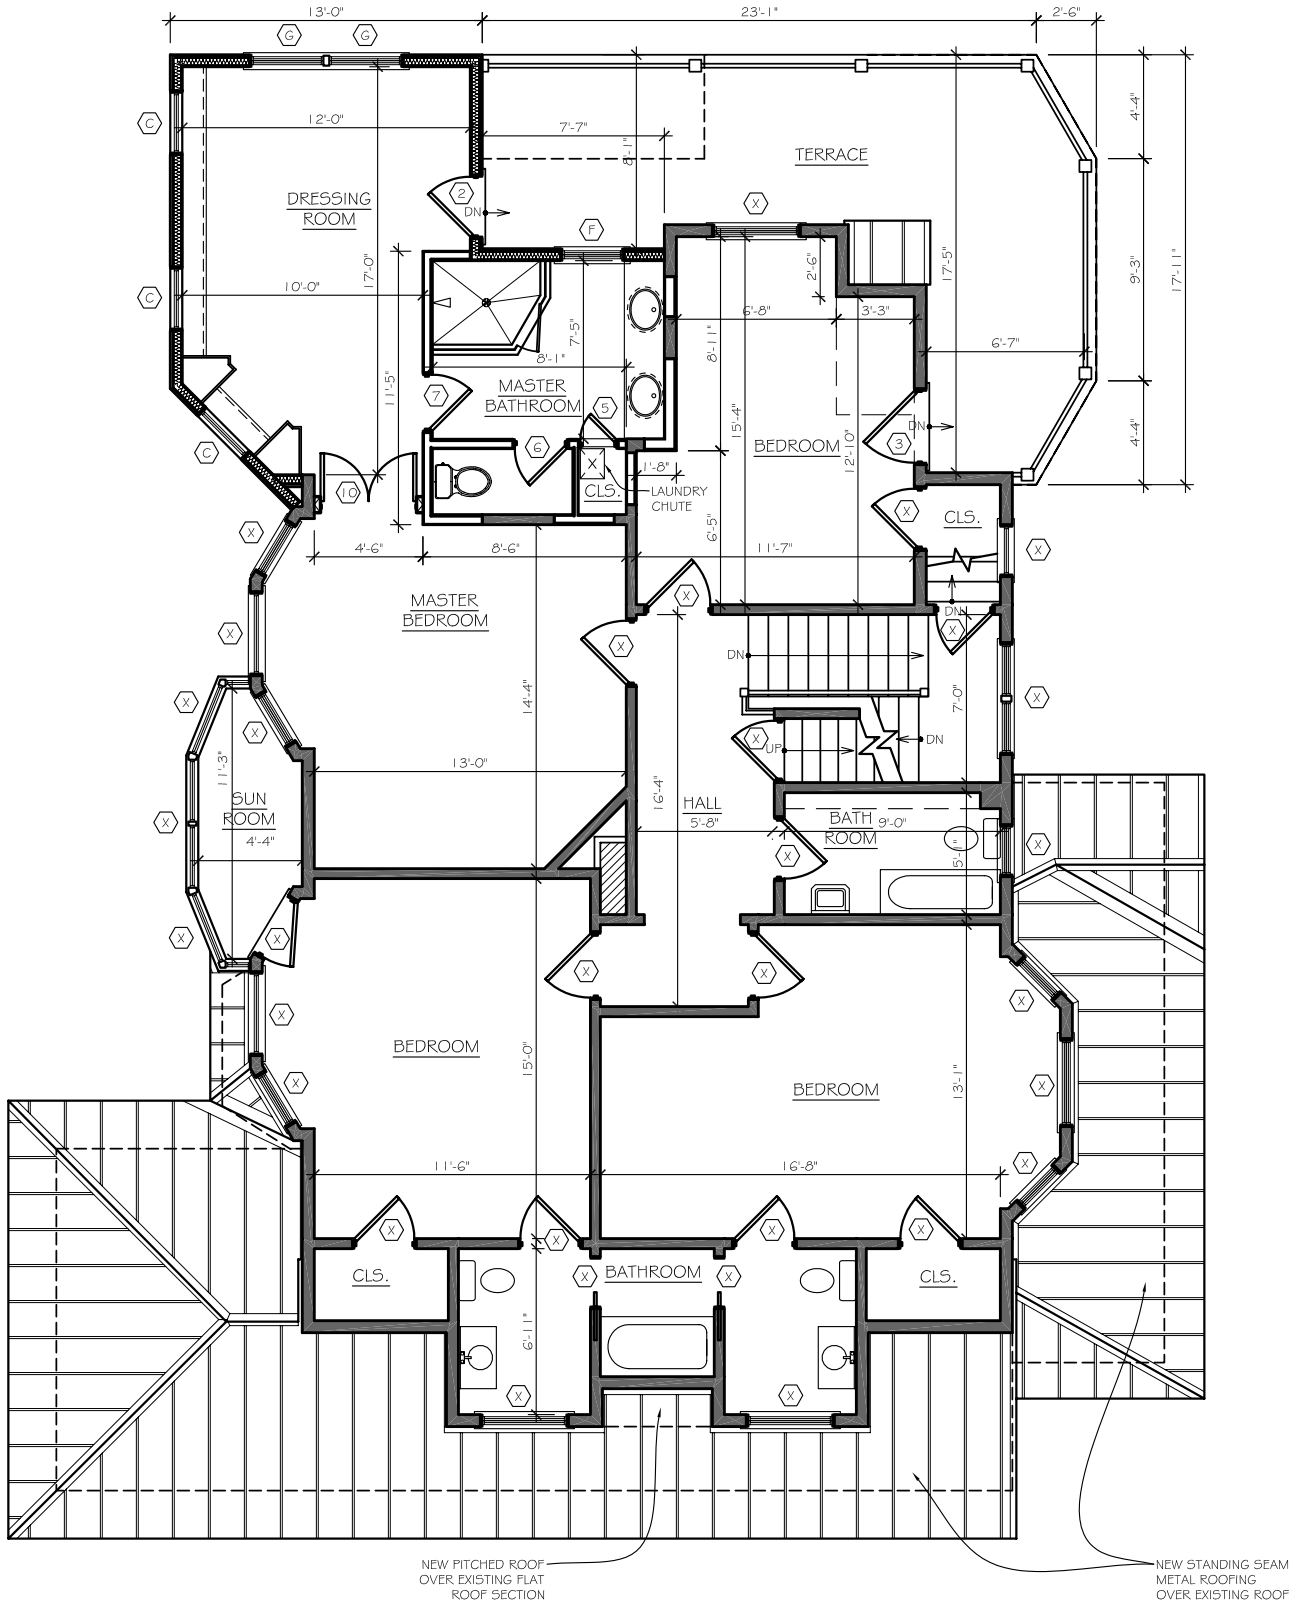 13'-0"
23'-1"
2'-6"
G
G
C
12'-0"
7'-7"
8'-1"
4'-4"
TERRACE
DRESSING
ROOM
2
DN
X
F
17'-0"
17'-5"
2'-6"
9'-3"
17'-11"
C
10'-0"
6'-8"
3'-3"
7'-5"
8'-11"
6'-7"
8'-1"
11'-5"
7
MASTER
BATHROOM
5
15'-4"
DN
3
4'-4"
C
6
BEDROOM
12'-10"
10
X
CLS.
1'-8"
LAUNDRY
CHUTE
X
CLS.
X
6'-5"
4'-6"
8'-6"
11'-7"
X
X
MASTER
BEDROOM
DN
X
X
X
DN
X
X
14'-4"
7'-0"
X
X
X
UP
DN
11'-3"
13'-0"
16'-4"
SUN
ROOM
X
HALL
5'-8"
BATH
ROOM
9'-0"
4'-4"
5'-1"
X
X
X
X
X
X
X
X
X
BEDROOM
15'-0"
BEDROOM
13'-1"
X
X
11'-6"
16'-8"
X
X
X
X
X
CLS.
X
BATHROOM
X
CLS.
6'-11"
X
X
NEW PITCHED ROOF
OVER EXISTING FLAT
ROOF SECTION
NEW STANDING SEAM
METAL ROOFING
OVER EXISTING ROOF